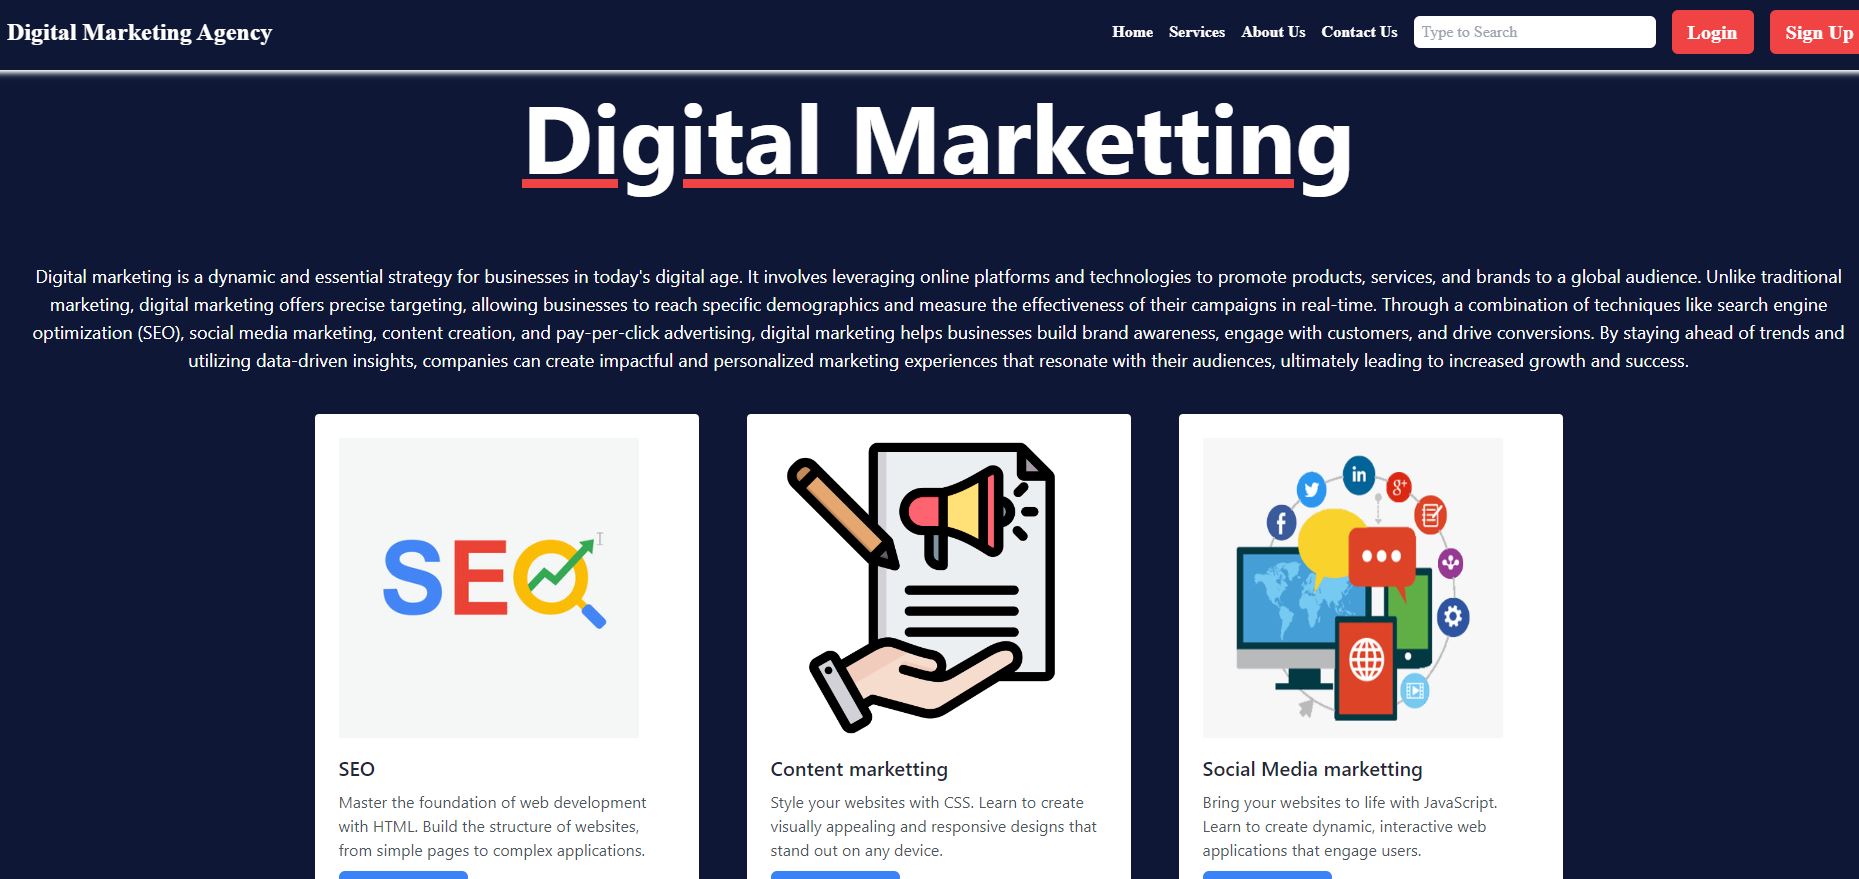 Digital Marketing Agency
Home Services About Us Contact Us Type to Search Login Sign Up
Digital Marketting
Digital marketing is a dynamic and essential strategy for businesses in today's digital age. It involves leveraging online platforms and technologies to promote products, services, and brands to a global audience. Unlike traditional
marketing, digital marketing offers precise targeting, allowing businesses to reach specific demographics and measure the effectiveness of their campaigns in real-time. Through a combination of techniques like search engine
optimization (SEO), social media marketing, content creation, and pay-per-click advertising, digital marketing helps businesses build brand awareness, engage with customers, and drive conversions. By staying ahead of trends and
utilizing data-driven insights, companies can create impactful and personalized marketing experiences that resonate with their audiences, ultimately leading to increased growth and success.
SEO
in
g+
f
SEO
Master the foundation of web development
with HTML. Build the structure of websites,
from simple pages to complex applications.
Content marketting
Style your websites with CSS. Learn to create
visually appealing and responsive designs that
stand out on any device.
Social Media marketting
Bring your websites to life with JavaScript.
Learn to create dynamic, interactive web
applications that engage users.